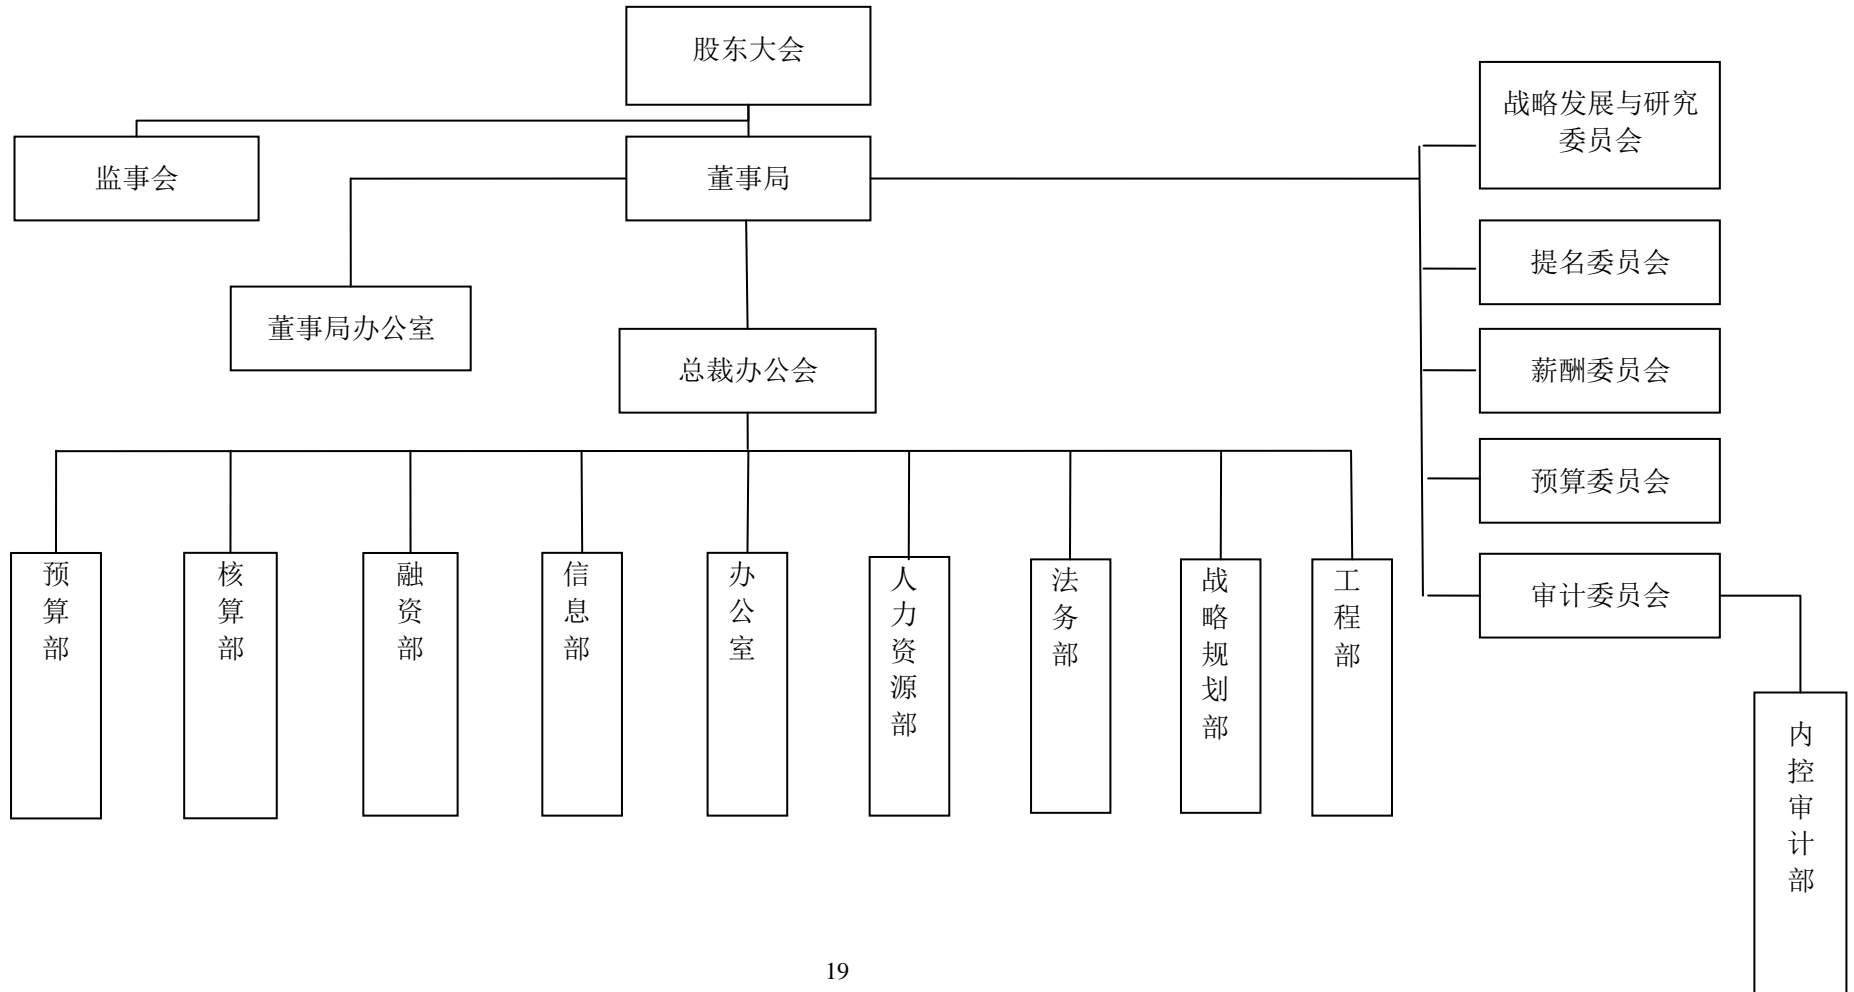 股东大会
战略发展与研究
委员会
监事会
董事局
提名委员会
董事局办公室
总裁办公会
薪酬委员会
预算委员会
审计委员会
预算部
核算部
融资部
信息部
办公室
人力资源部
法务部
战略规划部
工程部
内控审计部
19